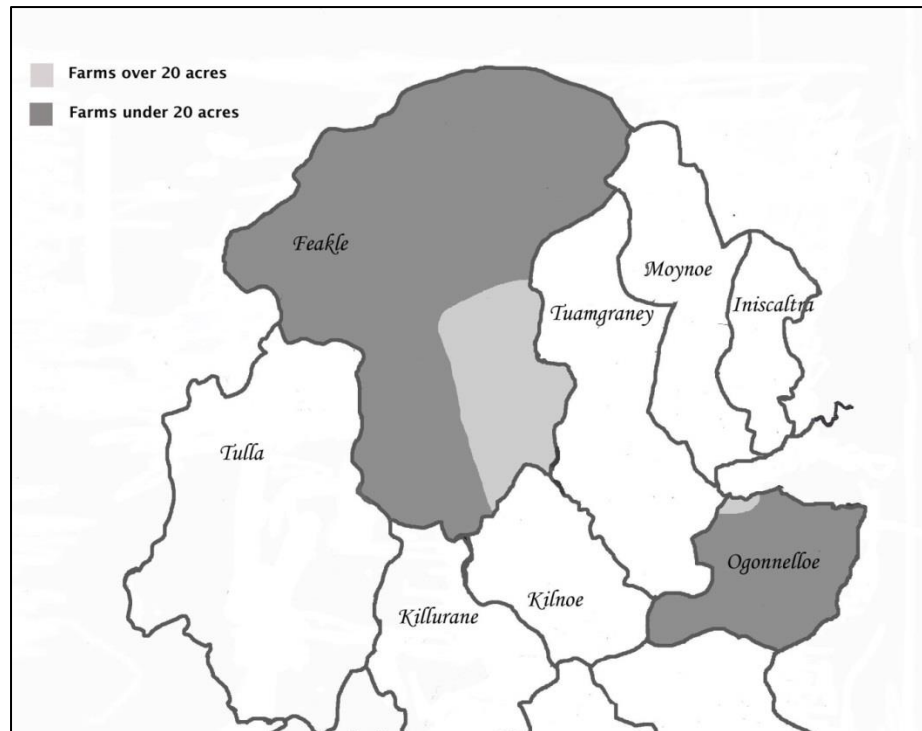 Farms over 20 acres
Farms under 20 acres
Feakle
Moynoe
Tuamgraney
Iniscaltra
Tulla
Ogonnelloe
Kilnoe
Killurane